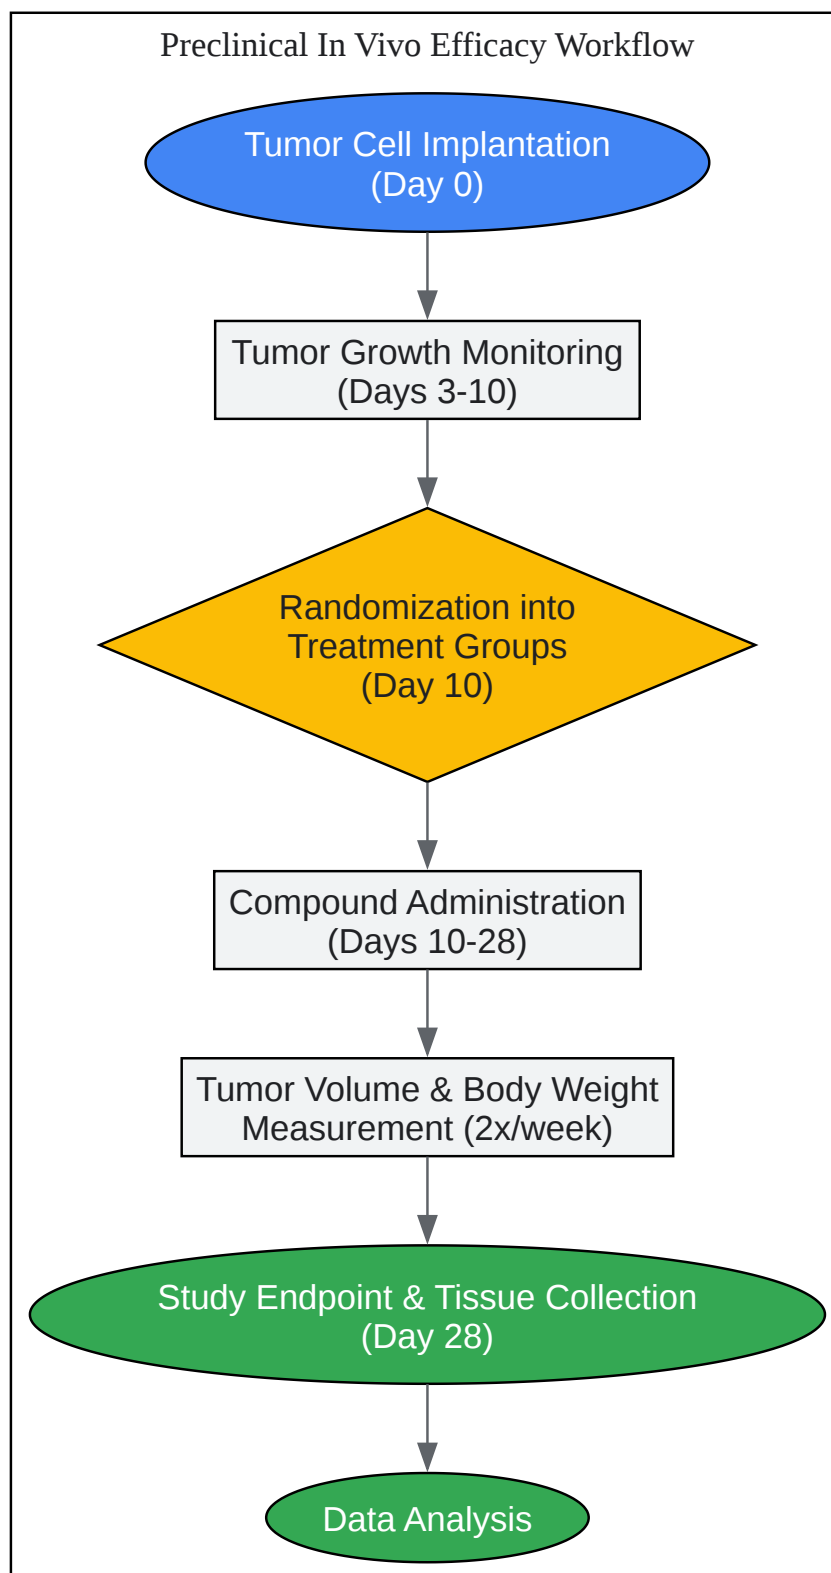 Preclinical In Vivo Efficacy Workflow
Tumor Cell Implantation
(Day 0)
Tumor Growth Monitoring
(Days 3-10)
Randomization into
Treatment Groups
(Day 10)
Compound Administration
(Days 10-28)
Tumor Volume & Body Weight
Measurement (2x/week)
Study Endpoint & Tissue Collection
(Day 28)
Data Analysis